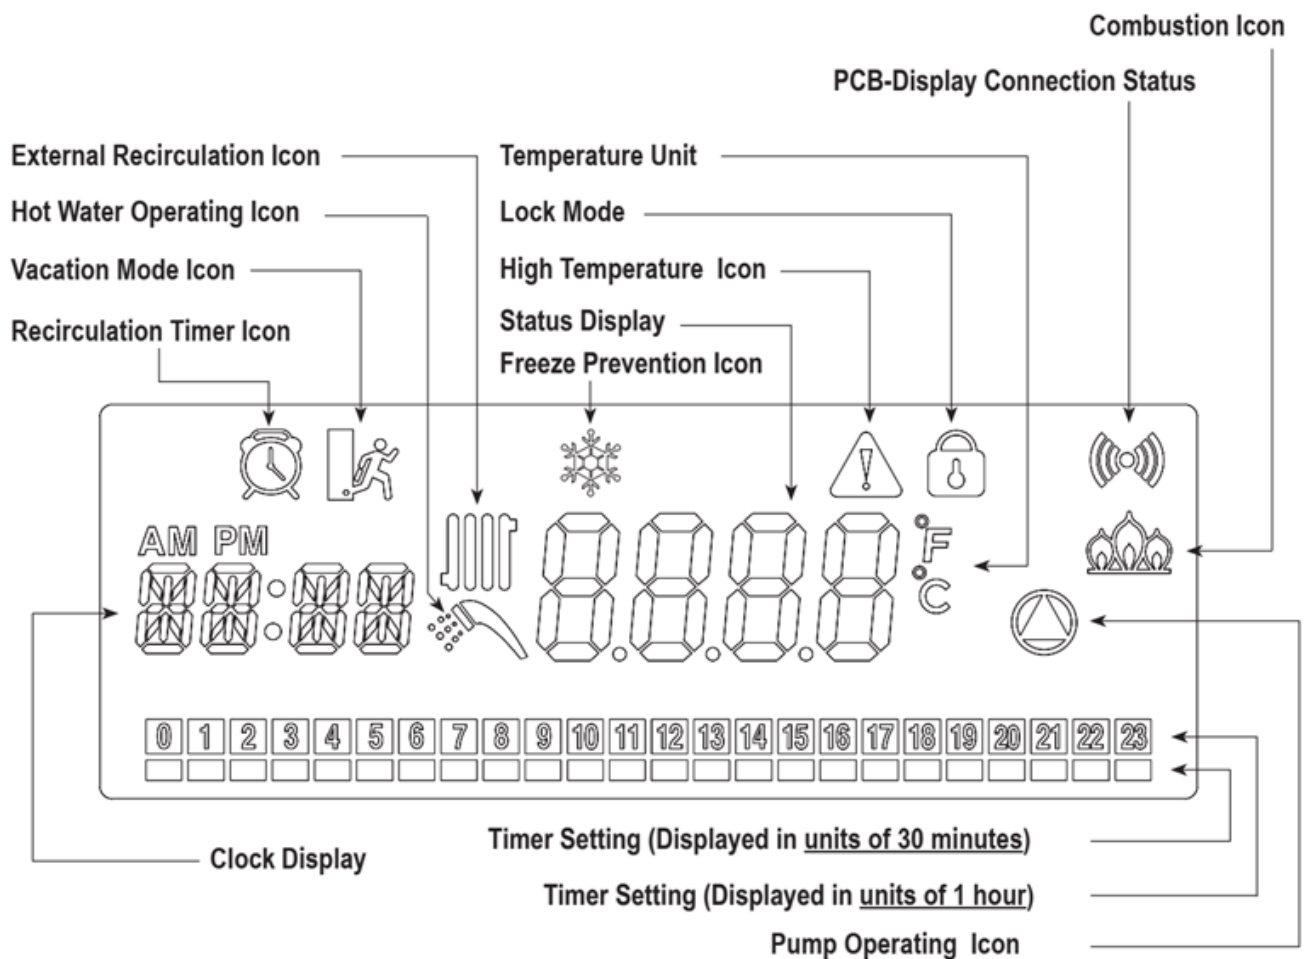 Combustion Icon
PCB-Display Connection Status
External Recirculation Icon
Temperature Unit
Hot Water Operating Icon
Lock Mode
Vacation Mode Icon
High Temperature Icon
Status Display
Recirculation Timer Icon
Freeze Prevention Icon
AM PM
°F
°C
0 1 2 3 4 5 6 7 8 9 10 11 12 13 14 15 16 17 18 19 20 21 22 23
Timer Setting (Displayed in units of 30 minutes)
Clock Display
Timer Setting (Displayed in units of 1 hour)
Pump Operating Icon